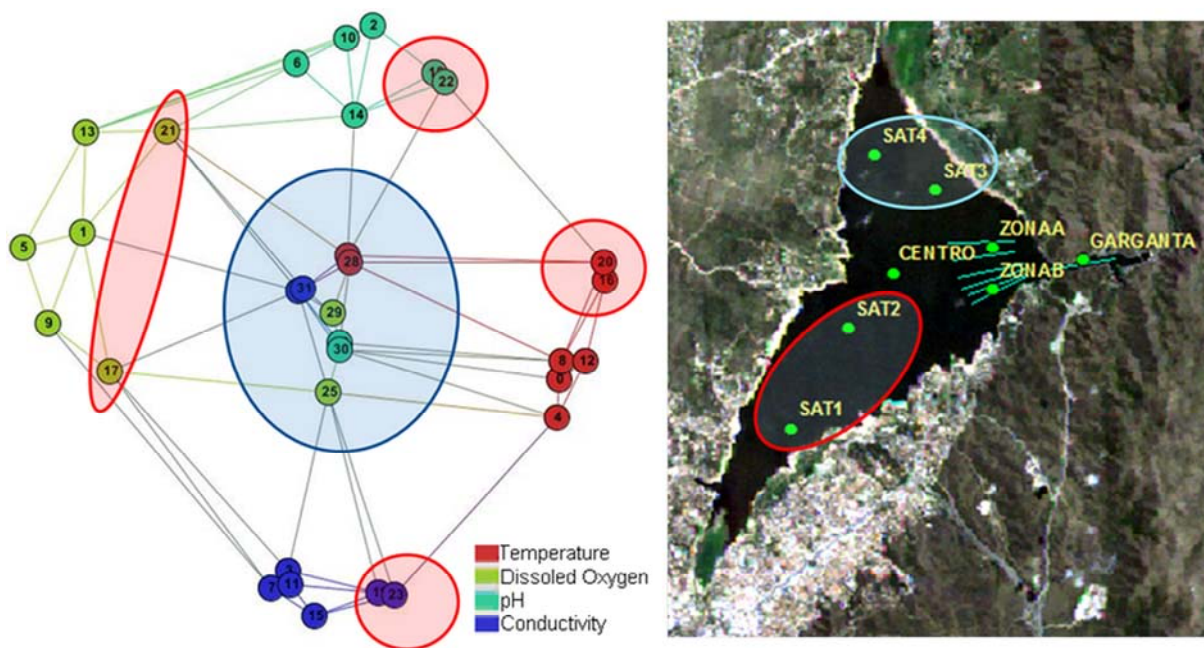 2
10
6
18
22
14
13
21
1
5
9
17
28
31
29
30
25
20
16
8
12
0
4
3
7
11
15
23
Temperature
Dissoled Oxygen
pH
Conductivity
SAT4
SAT3
ZONAA
GARGANTA
CENTRO
ZONAB
SAT2
SAT1